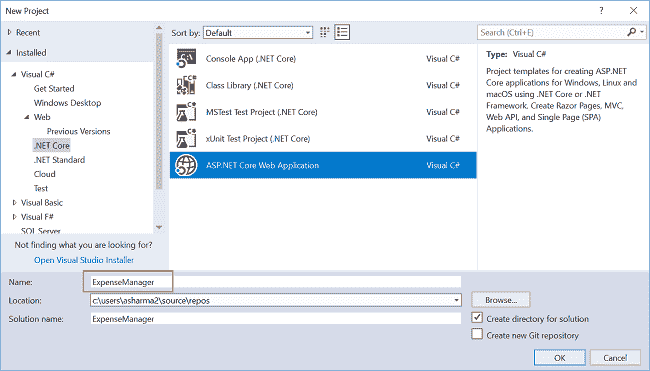 New Project
? ×
Recent
Installed
Visual C#
Get Started
Windows Desktop
Web
Previous Versions
.NET Core
.NET Standard
Cloud
Test
Visual Basic
Visual F#
SQL Server
Not finding what you are looking for?
Open Visual Studio Installer
Sort by: Default
Console App (.NET Core) Visual C#
Class Library (.NET Core) Visual C#
MSTest Test Project (.NET Core) Visual C#
xUnit Test Project (.NET Core) Visual C#
ASP.NET Core Web Application Visual C#
Search (Ctrl+E)
Type: Visual C#
Project templates for creating ASP.NET
Core applications for Windows, Linux and
macOS using .NET Core or .NET
Framework. Create Razor Pages, MVC,
Web API, and Single Page (SPA)
Applications.
Name: ExpenseManager
Location: c:\users\asharma2\source\repos
Browse...
Solution name: ExpenseManager
Create directory for solution
Create new Git repository
OK Cancel